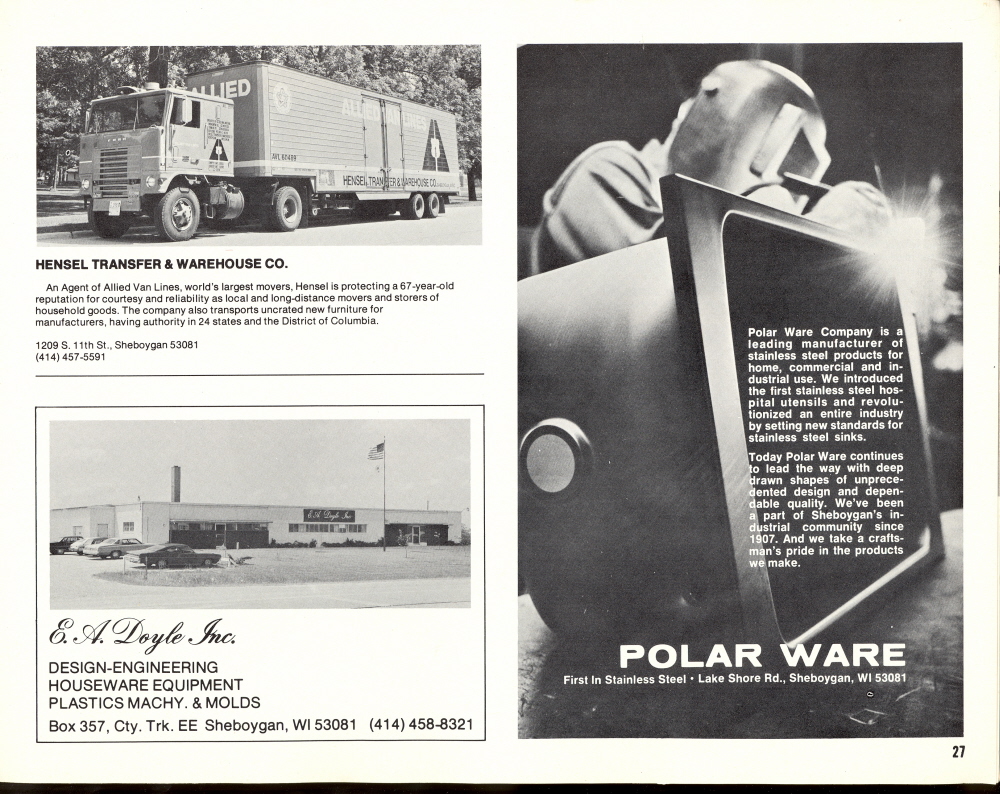 ALLIED
ALLIED VAN LINES
AVL 60499
HENSEL TRANSFER & WAREHOUSE CO.
HENSEL TRANSFER & WAREHOUSE CO.
An Agent of Allied Van Lines, world's largest movers, Hensel is protecting a 67-year-old
reputation for courtesy and reliability as local and long-distance movers and storers of
household goods. The company also transports uncrated new furniture for
manufacturers, having authority in 24 states and the District of Columbia.
1209 S. 11th St., Sheboygan 53081
(414) 457-5591
E. A. Doyle Inc.
E. A. Doyle Inc.
DESIGN-ENGINEERING
HOUSEWARE EQUIPMENT
PLASTICS MACHY. & MOLDS
Box 357, Cty. Trk. EE Sheboygan, WI 53081 (414) 458-8321
Polar Ware Company is a
leading manufacturer of
stainless steel products for
home, commercial and in-
dustrial use. We introduced
the first stainless steel hos-
pital utensils and revolu-
tionized an entire industry
by setting new standards for
stainless steel sinks.
Today Polar Ware continues
to lead the way with deep
drawn shapes of unprece-
dented design and depen-
dable quality. We've been
a part of Sheboygan's in-
dustrial community since
1907. And we take a crafts-
man's pride in the products
we make.
POLAR WARE
First In Stainless Steel • Lake Shore Rd., Sheboygan, WI 53081
27